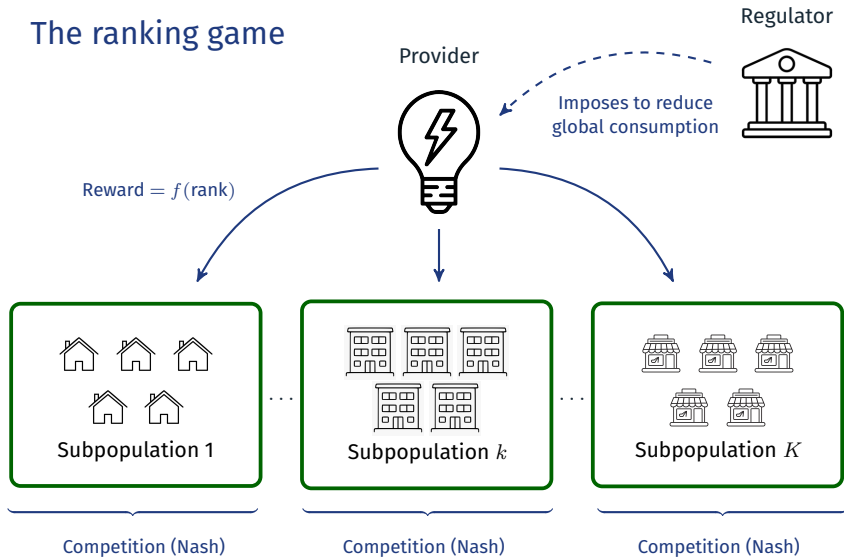 The ranking game
Regulator
Provider
Imposes to reduce
global consumption
Reward = f(rank)
Subpopulation 1
...
Subpopulation k
...
Subpopulation K
Competition (Nash)
Competition (Nash)
Competition (Nash)